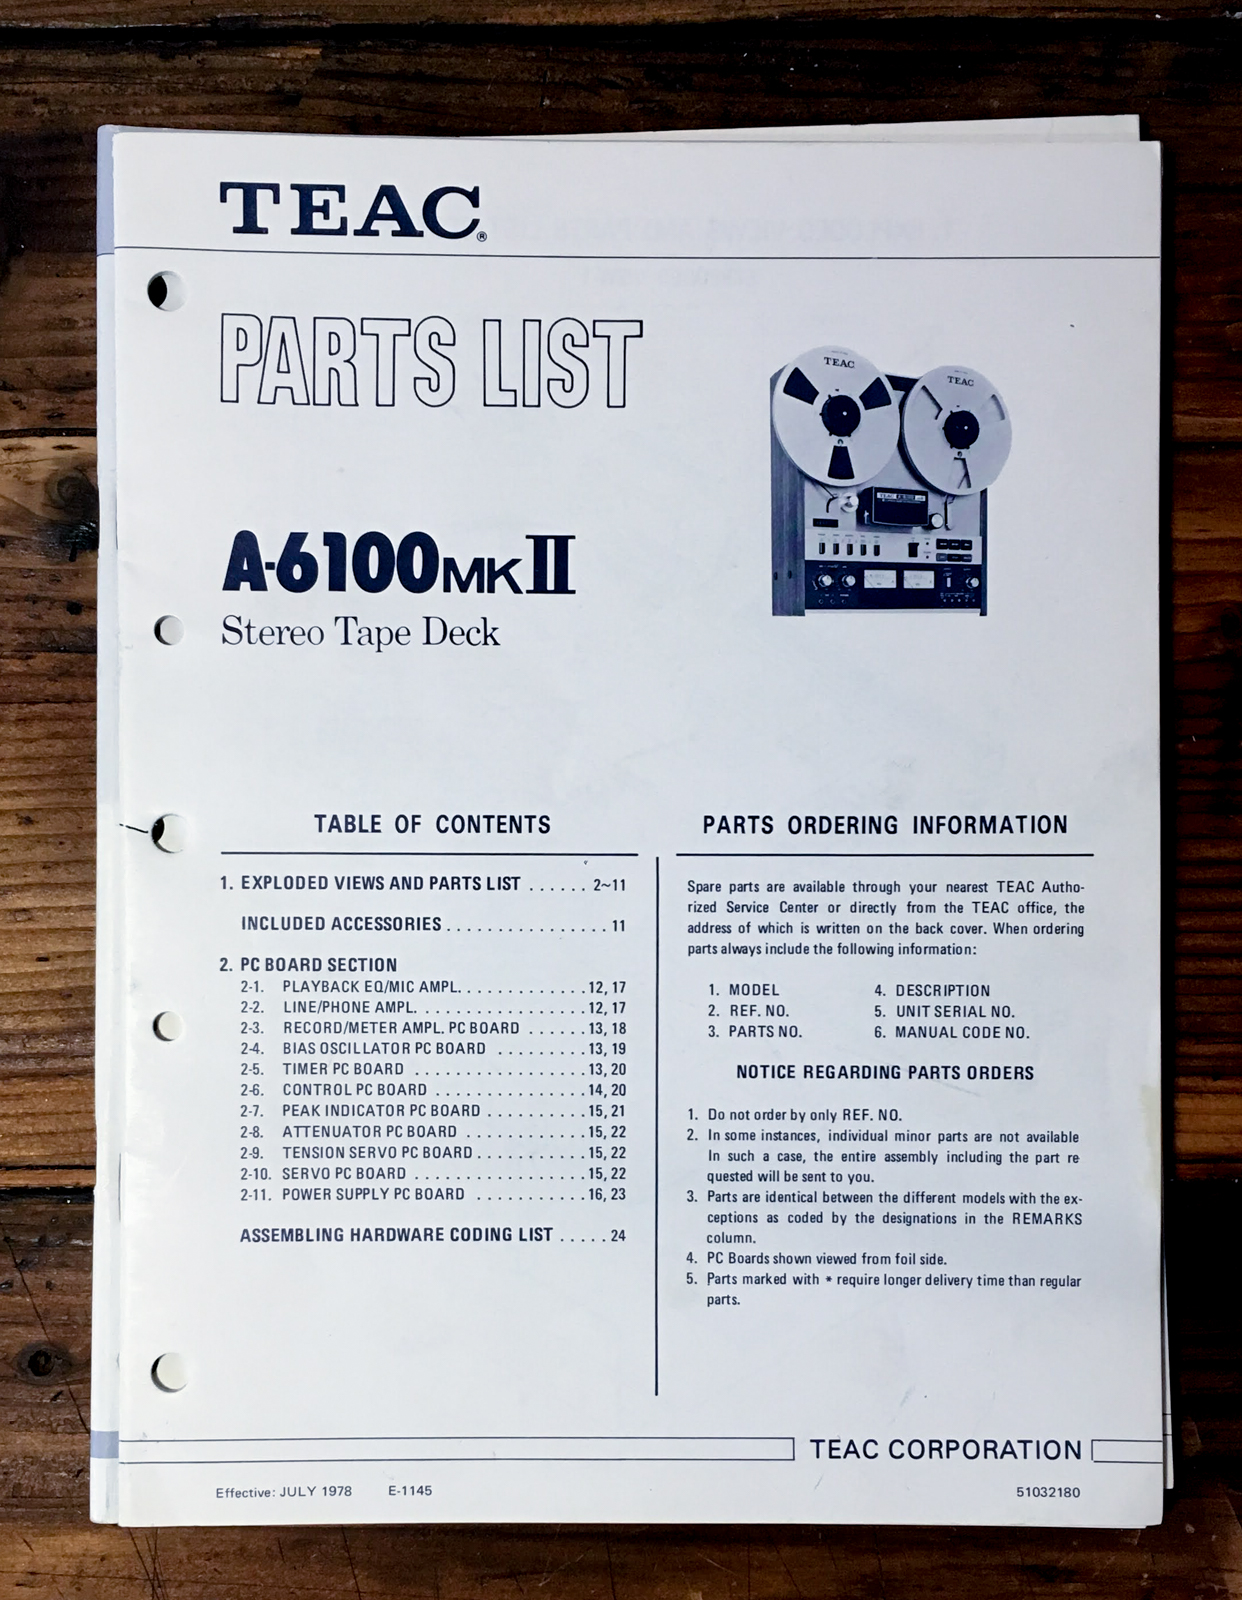 TEAC®
PARTS LIST
TEAC
TEAC
TEAC
A-6100 MK II
Stereo Tape Deck
TABLE OF CONTENTS
1. EXPLODED VIEWS AND PARTS LIST ...... 2~11
INCLUDED ACCESSORIES ................ 11
2. PC BOARD SECTION
2-1. PLAYBACK EQ/MIC AMPL. ............ 12, 17
2-2. LINE/PHONE AMPL. ................ 12, 17
2-3. RECORD/METER AMPL. PC BOARD ...... 13, 18
2-4. BIAS OSCILLATOR PC BOARD ......... 13, 19
2-5. TIMER PC BOARD ................. 13, 20
2-6. CONTROL PC BOARD ............... 14, 20
2-7. PEAK INDICATOR PC BOARD .......... 15, 21
2-8. ATTENUATOR PC BOARD ............ 15, 22
2-9. TENSION SERVO PC BOARD ........... 15, 22
2-10. SERVO PC BOARD ................. 15, 22
2-11. POWER SUPPLY PC BOARD ........... 16, 23
ASSEMBLING HARDWARE CODING LIST ..... 24
PARTS ORDERING INFORMATION
Spare parts are available through your nearest TEAC Autho-
rized Service Center or directly from the TEAC office, the
address of which is written on the back cover. When ordering
parts always include the following information:
1. MODEL 4. DESCRIPTION
2. REF. NO. 5. UNIT SERIAL NO.
3. PARTS NO. 6. MANUAL CODE NO.
NOTICE REGARDING PARTS ORDERS
1. Do not order by only REF. NO.
2. In some instances, individual minor parts are not available
In such a case, the entire assembly including the part re
quested will be sent to you.
3. Parts are identical between the different models with the ex-
ceptions as coded by the designations in the REMARKS
column.
4. PC Boards shown viewed from foil side.
5. Parts marked with * require longer delivery time than regular
parts.
TEAC CORPORATION
Effective: JULY 1978 E-1145 51032180